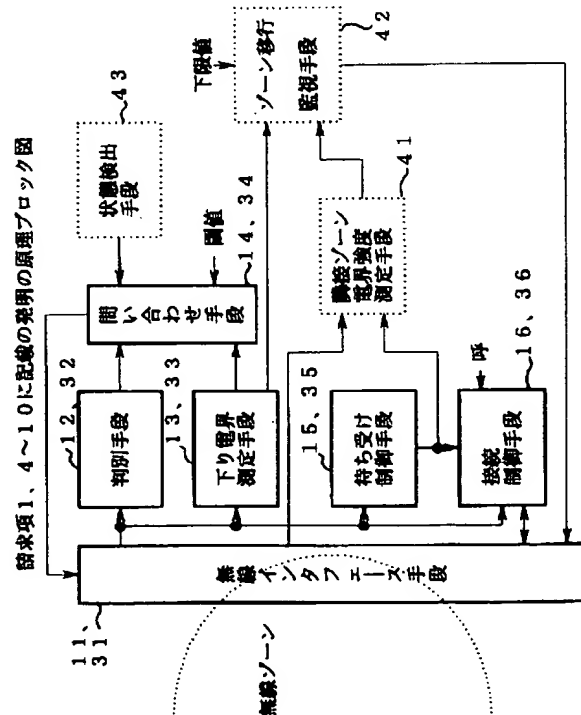 請求項1、4~10に記載の発明の原理ブロック図
11、
31
無線インタフェース手段
無線ゾーン
12、32
判別手段
13、33
下り電界
測定手段
15、35
待ち受け
制御手段
16、36
接続
制御手段
呼
14、34
問い合わせ手段
閾値
43
状態検出
手段
41
隣接ゾーン
電界強度
測定手段
42
ゾーン移行
監視手段
下限値